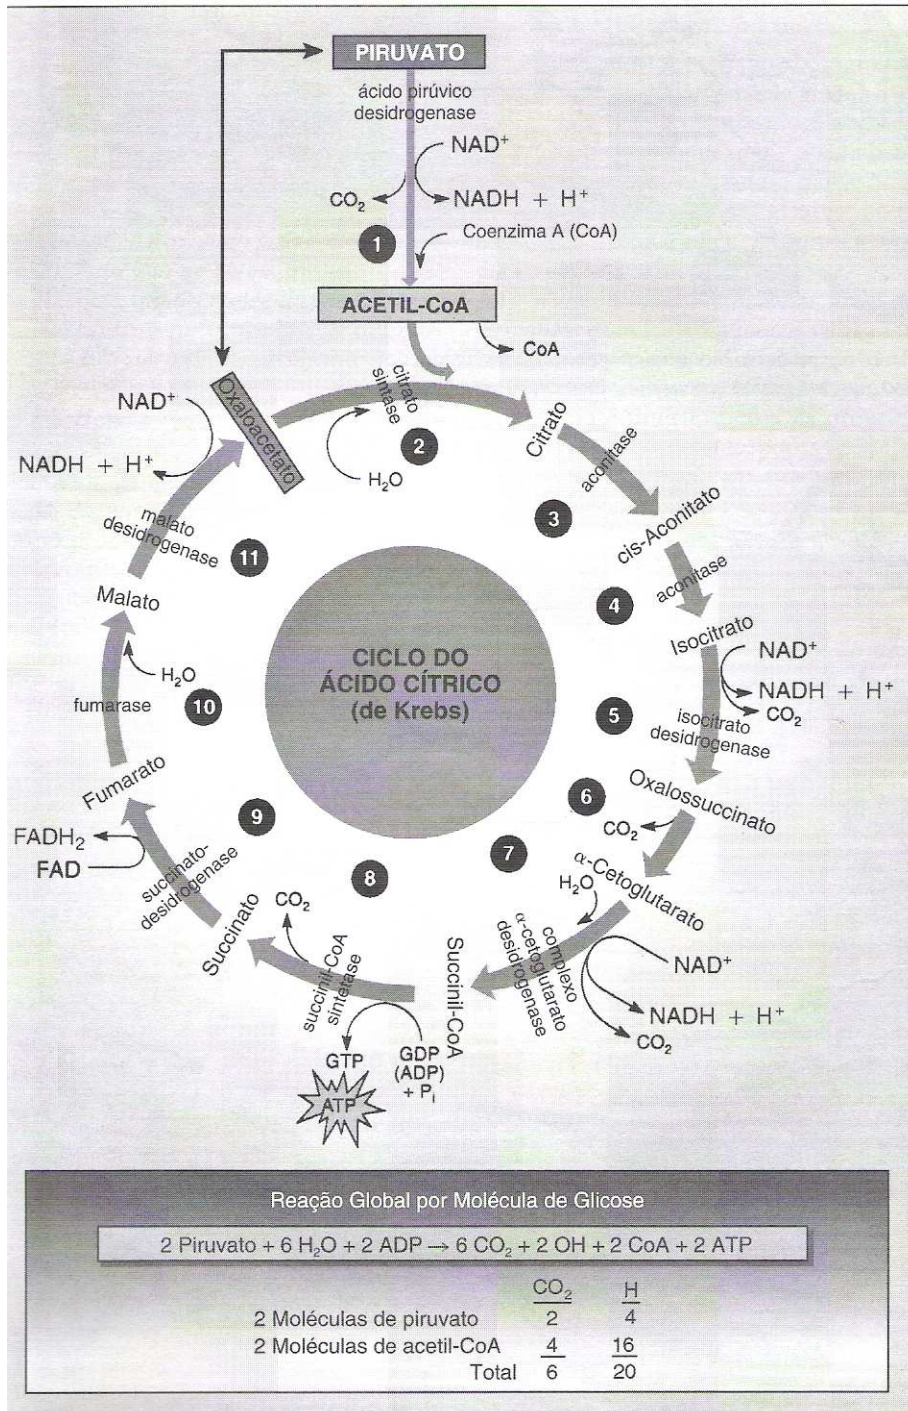 PIRUVATO
ácido pirúvico
desidrogenase
NAD⁺
CO₂
NADH + H⁺
1
Coenzima A (CoA)
ACETIL-CoA
CoA
Oxaloacetato
citrato
sinase
2
H₂O
Citrato
aconitase
3
cis-Aconitato
aconitase
4
Isocitrato
NAD⁺
NADH + H⁺
CO₂
isocitrato
desidrogenase
5
Oxalossuccinato
6
CO₂
α-Cetoglutarato
7
H₂O
complexo
α-cetoglutarato
desidrogenase
NAD⁺
NADH + H⁺
CO₂
Succinil-CoA
8
CO₂
succinil-CoA
sintetase
GTP
ATP
GDP
(ADP)
+ Pᵢ
Succinato
9
succinato-
desidrogenase
FADH₂
FAD
Fumarato
fumarase
10
H₂O
Malato
malato
desidrogenase
11
NAD⁺
NADH + H⁺
CICLO DO
ÁCIDO CÍTRICO
(de Krebs)
Reação Global por Molécula de Glicose
2 Piruvato + 6 H₂O + 2 ADP → 6 CO₂ + 2 OH + 2 CoA + 2 ATP
CO₂ H
2 Moléculas de piruvato 2 4
2 Moléculas de acetil-CoA 4 16
Total 6 20